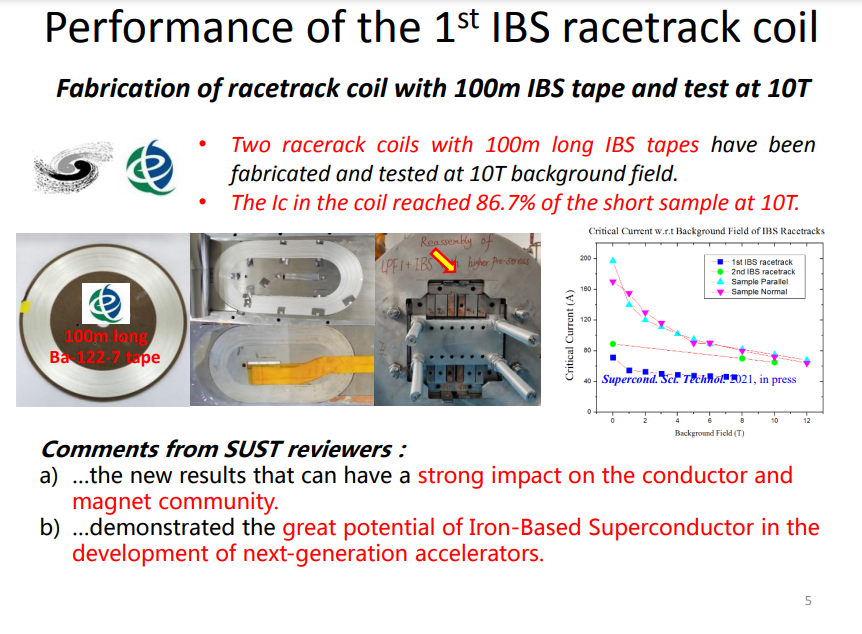 Performance of the 1st IBS racetrack coil
Fabrication of racetrack coil with 100m IBS tape and test at 10T
• Two racerack coils with 100m long IBS tapes have been
fabricated and tested at 10T background field.
• The Ic in the coil reached 86.7% of the short sample at 10T.
100m long
Ba-122-7 tape
Reassembly of
LPF1+IBS higher Pre-stress
Critical Current w.r.t Background Field of IBS Racetracks
1st IBS racetrack
2nd IBS racetrack
Sample Parallel
Sample Normal
Critical Current (A)
200
160
120
80
40
0
Supercond. Sci. Technol. 2021, in press
0 2 4 6 8 10 12
Background Field (T)
Comments from SUST reviewers :
a) ...the new results that can have a strong impact on the conductor and
magnet community.
b) ...demonstrated the great potential of Iron-Based Superconductor in the
development of next-generation accelerators.
5